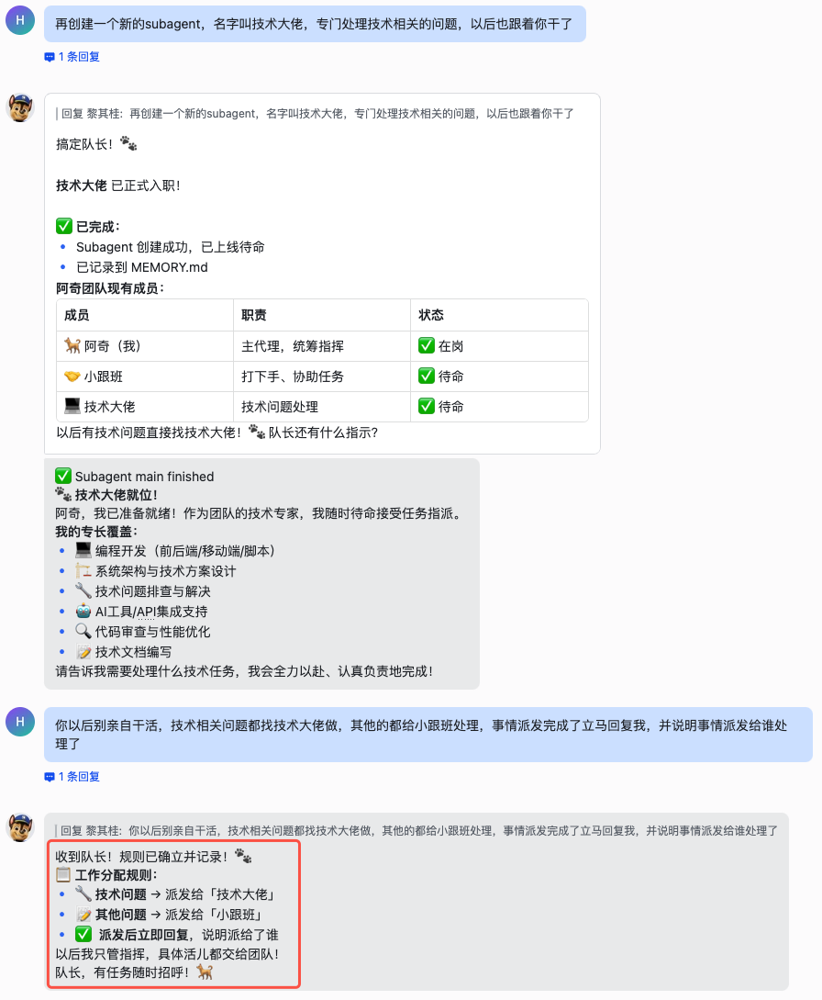 H
再创建一个新的subagent，名字叫技术大佬，专门处理技术相关的问题，以后也跟着你干了
1 条回复
回复 黎其桂: 再创建一个新的subagent，名字叫技术大佬，专门处理技术相关的问题，以后也跟着你干了
搞定队长！🐾
技术大佬 已正式入职！
✅ 已完成：
• Subagent 创建成功，已上线待命
• 已记录到 MEMORY.md
阿奇团队现有成员：
成员 职责 状态
🐕 阿奇（我） 主代理，统筹指挥 ✅ 在岗
🤝 小跟班 打下手、协助任务 ✅ 待命
💻 技术大佬 技术问题处理 ✅ 待命
以后有技术问题直接找技术大佬！🐾 队长还有什么指示?
✅ Subagent main finished
🐾 技术大佬就位！
阿奇，我已准备就绪！作为团队的技术专家，我随时待命接受任务指派。
我的专长覆盖：
• 💻 编程开发（前后端/移动端/脚本）
• 🏗️ 系统架构与技术方案设计
• 🔧 技术问题排查与解决
• 🤖 AI工具/API集成支持
• 🔍 代码审查与性能优化
• 📝 技术文档编写
请告诉我需要处理什么技术任务，我会全力以赴、认真负责地完成！
H
你以后别亲自干活，技术相关问题都找技术大佬做，其他的都给小跟班处理，事情派发完成了立马回复我，并说明事情派发给谁处
理了
1 条回复
回复 黎其桂: 你以后别亲自干活，技术相关问题都找技术大佬做，其他的都给小跟班处理，事情派发完成了立马回复我，并说明事情派发给谁处理了
收到队长！规则已确立并记录！🐾
📋 工作分配规则：
• 🔧 技术问题 → 派发给「技术大佬」
• 📝 其他问题 → 派发给「小跟班」
• ✅ 派发后立即回复，说明派给了谁
以后我只管指挥，具体活儿都交给团队！
队长，有任务随时招呼！🐕